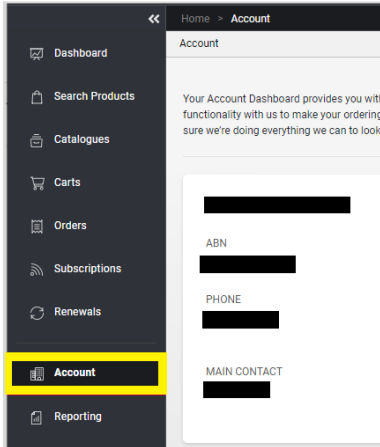 Home > Account
Account
Dashboard
Search Products
Catalogues
Carts
Orders
Subscriptions
Renewals
Account
Reporting
Your Account Dashboard provides you with
functionality with us to make your ordering
sure we're doing everything we can to look
ABN
PHONE
MAIN CONTACT